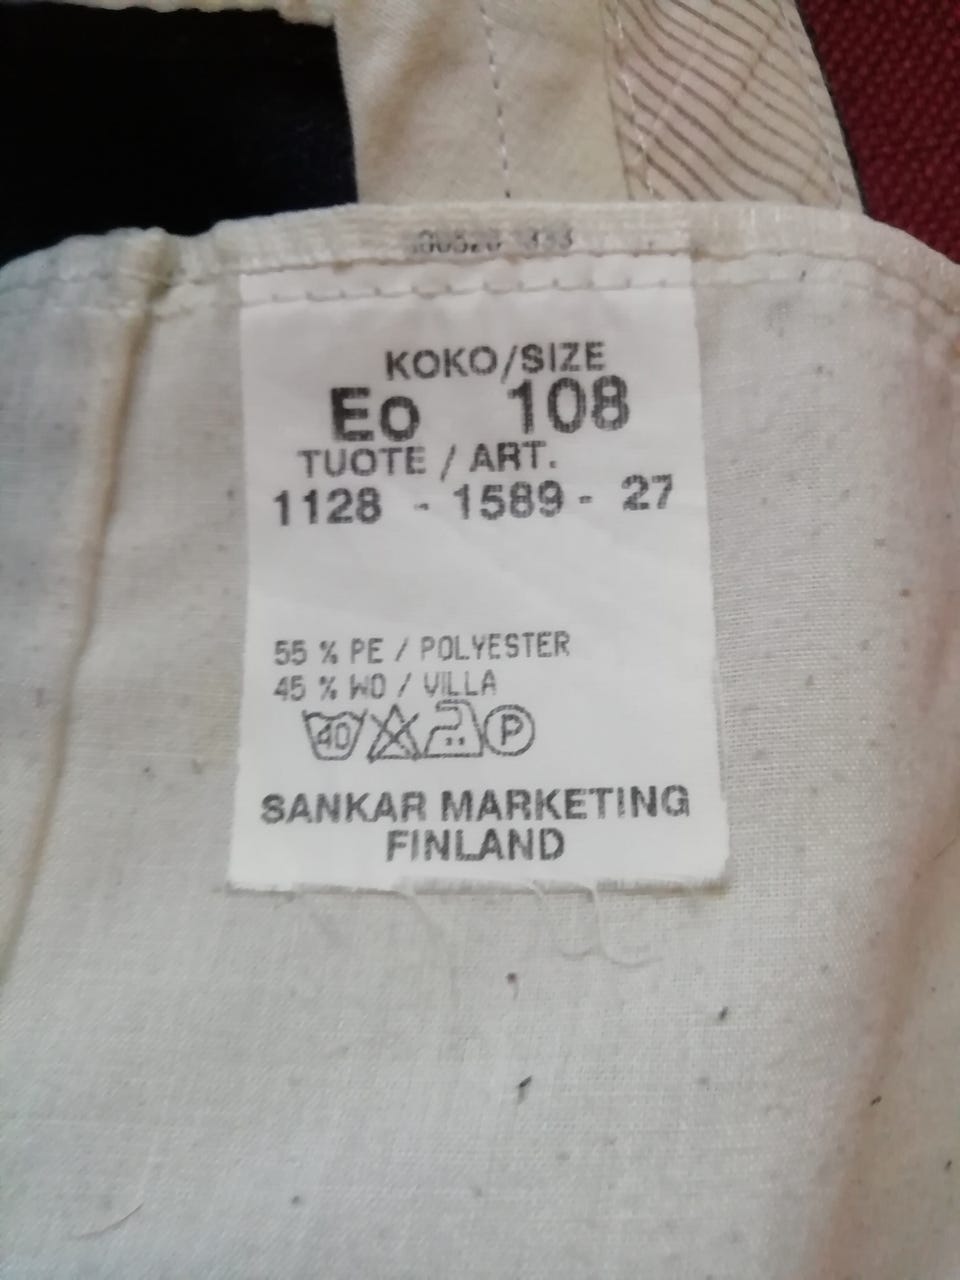 KOKO/SIZE
Eo 108
TUOTE / ART.
1128 - 1589 - 27
55 % PE / POLYESTER
45 % WO / VILLA
40 P
SANKAR MARKETING
FINLAND